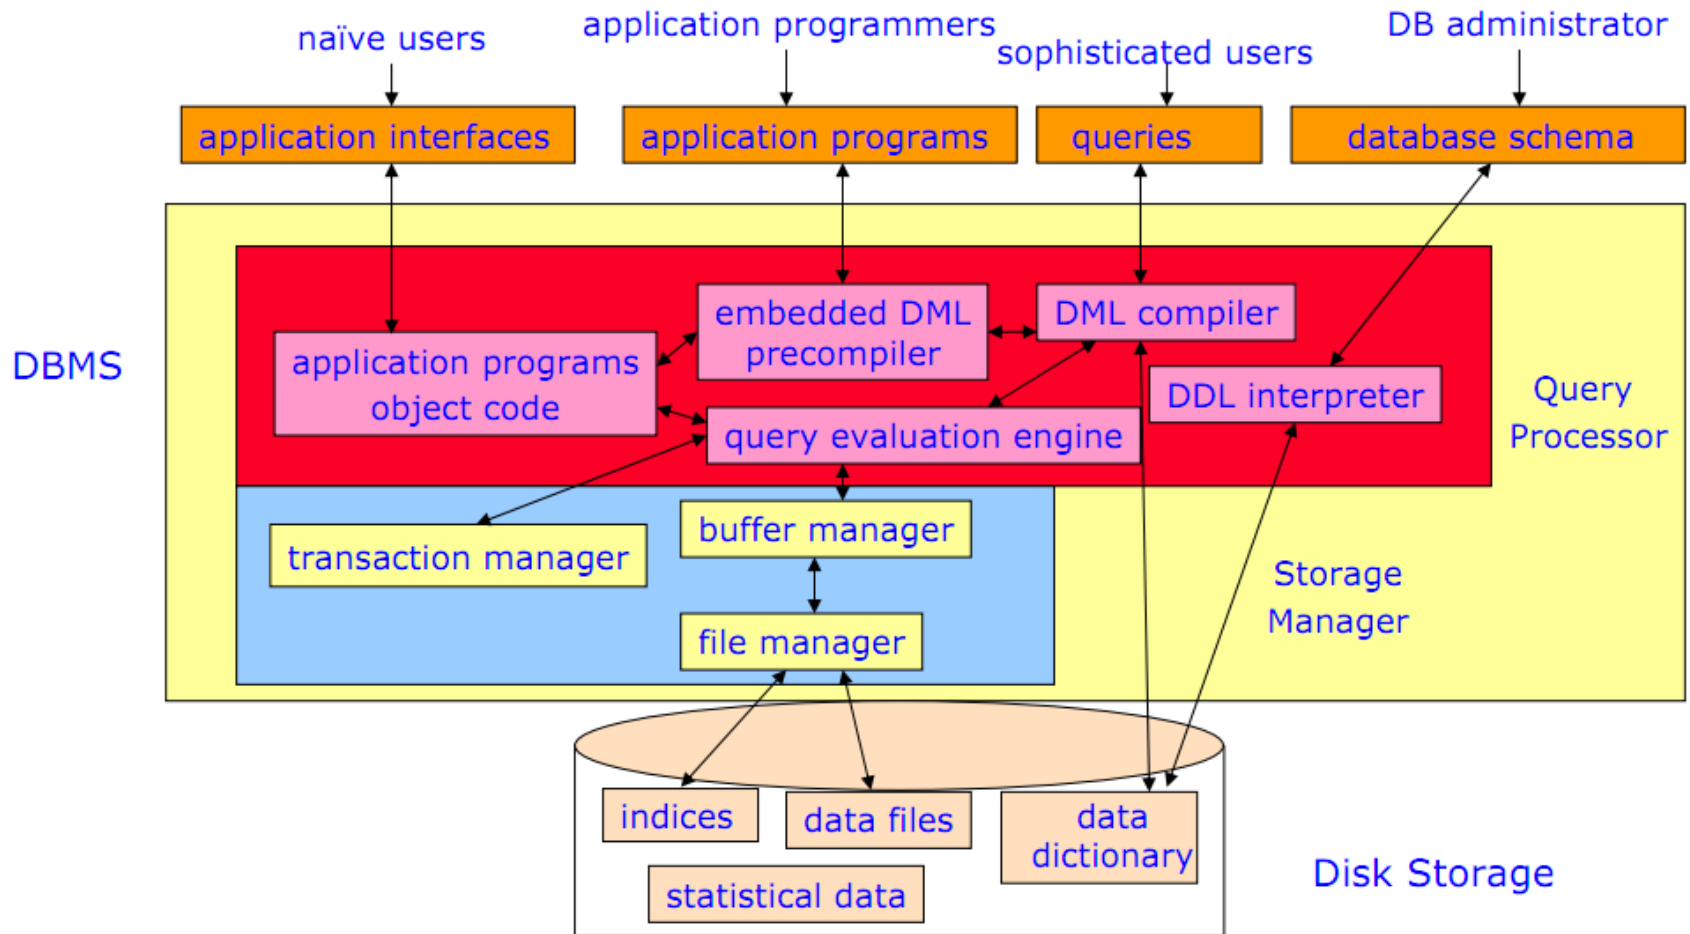 naïve users
application programmers
sophisticated users
DB administrator
application interfaces
application programs
queries
database schema
DBMS
embedded DML
precompiler
DML compiler
application programs
object code
DDL interpreter
query evaluation engine
Query
Processor
transaction manager
buffer manager
file manager
Storage
Manager
indices
data files
data
dictionary
statistical data
Disk Storage